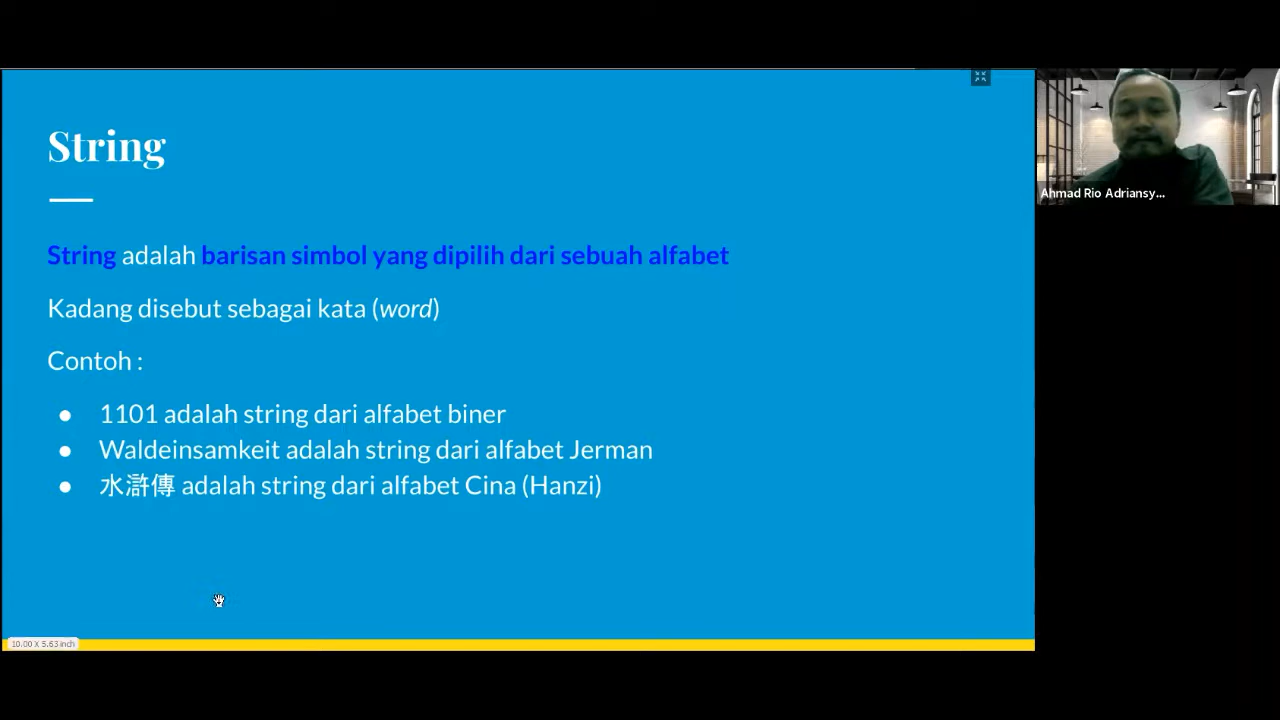 String
String adalah barisan simbol yang dipilih dari sebuah alfabet
Kadang disebut sebagai kata (word)
Contoh :
● 1101 adalah string dari alfabet biner
● Waldeinsamkeit adalah string dari alfabet Jerman
● 水滸傳 adalah string dari alfabet Cina (Hanzi)
10.00 X 5.63 inch
Ahmad Rio Adriansy...